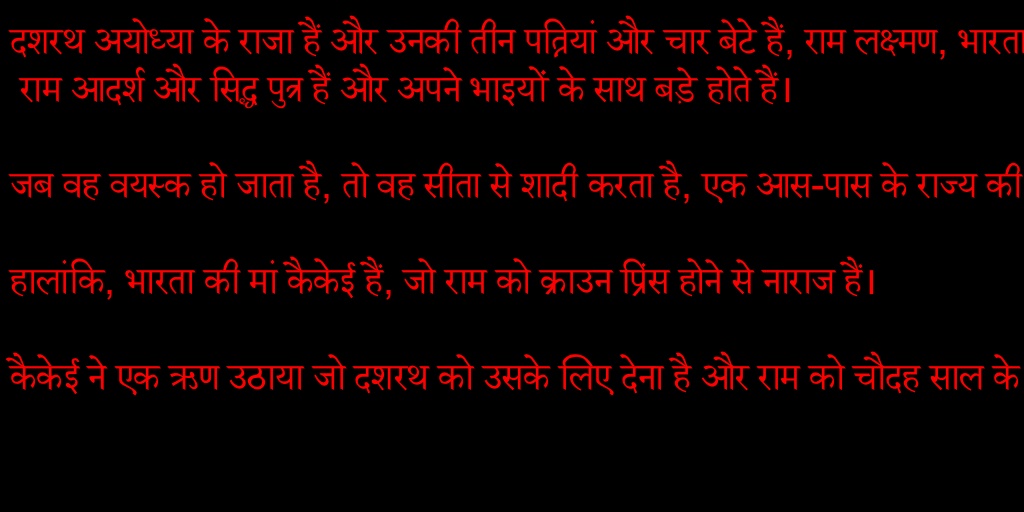 दशरथ अयोध्या के राजा हैं और उनकी तीन पत्नियां और चार बेटे हैं, राम लक्ष्मण, भारता
राम आदर्श और सिद्ध पुत्र हैं और अपने भाइयों के साथ बड़े होते हैं।
जब वह वयस्क हो जाता है, तो वह सीता से शादी करता है, एक आस-पास के राज्य की
हालांकि, भारता की मां कैकेई हैं, जो राम को क्राउन प्रिंस होने से नाराज हैं।
कैकेई ने एक ऋण उठाया जो दशरथ को उसके लिए देना है और राम को चौदह साल के